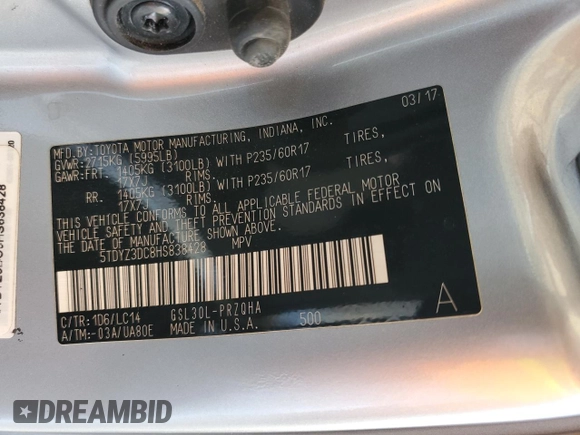 03/17
MFD.BY:TOYOTA MOTOR MANUFACTURING, INDIANA, INC.
GVWR-2715KG (5995LB)
GAWR-FRT. 1405KG (3100LB) WITH P235/60R17 TIRES,
17X7J RIMS.
RR. 1405KG (3100LB) WITH P235/60R17 TIRES,
17X7J RIMS.
THIS VEHICLE CONFORMS TO ALL APPLICABLE FEDERAL MOTOR
VEHICLE SAFETY AND THEFT PREVENTION STANDARDS IN EFFECT
ON THE DATE OF MANUFACTURE SHOWN ABOVE.
5TDYZ3DC8HS838428 MPV
C/TR:1D6/LC14 GSL30L-PRZQHA
A/TM:-03A/UA80E MADE IN U.S.A. 500
A
DREAMBID